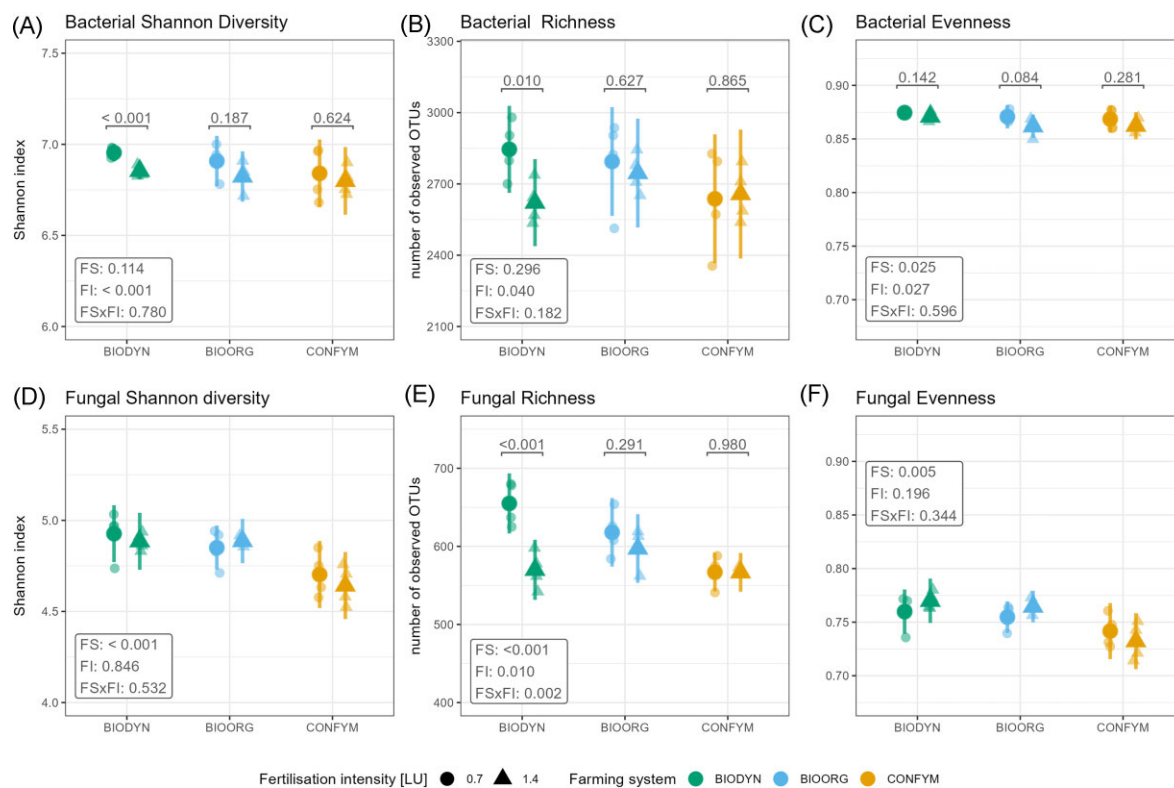 (A) Bacterial Shannon Diversity
7.5
7.0
6.5
6.0
Shannon index
< 0.001
0.187
0.624
FS: 0.114
FI: < 0.001
FSxFI: 0.780
BIODYN BIOORG CONFYM
(B) Bacterial Richness
3300
3000
2700
2400
2100
number of observed OTUs
0.010
0.627
0.865
FS: 0.296
FI: 0.040
FSxFI: 0.182
BIODYN BIOORG CONFYM
(C) Bacterial Evenness
0.90
0.85
0.80
0.75
0.70
0.142
0.084
0.281
FS: 0.025
FI: 0.027
FSxFI: 0.596
BIODYN BIOORG CONFYM
(D) Fungal Shannon diversity
5.5
5.0
4.5
4.0
Shannon index
FS: < 0.001
FI: 0.846
FSxFI: 0.532
BIODYN BIOORG CONFYM
(E) Fungal Richness
700
600
500
400
number of observed OTUs
<0.001
0.291
0.980
FS: <0.001
FI: 0.010
FSxFI: 0.002
BIODYN BIOORG CONFYM
(F) Fungal Evenness
0.90
0.85
0.80
0.75
0.70
FS: 0.005
FI: 0.196
FSxFI: 0.344
BIODYN BIOORG CONFYM
Fertilisation intensity [LU] 0.7 1.4 Farming system BIODYN BIOORG CONFYM